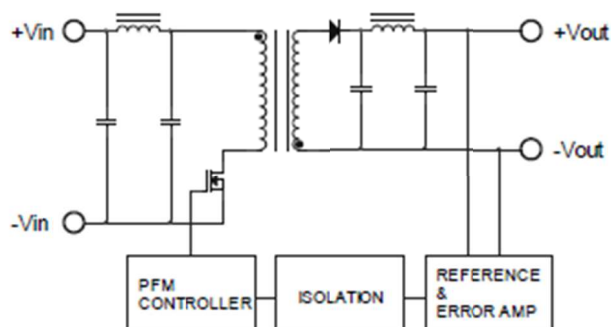 +Vin
+Vout
-Vout
-Vin
PFM
CONTROLLER
ISOLATION
REFERENCE
&
ERROR AMP